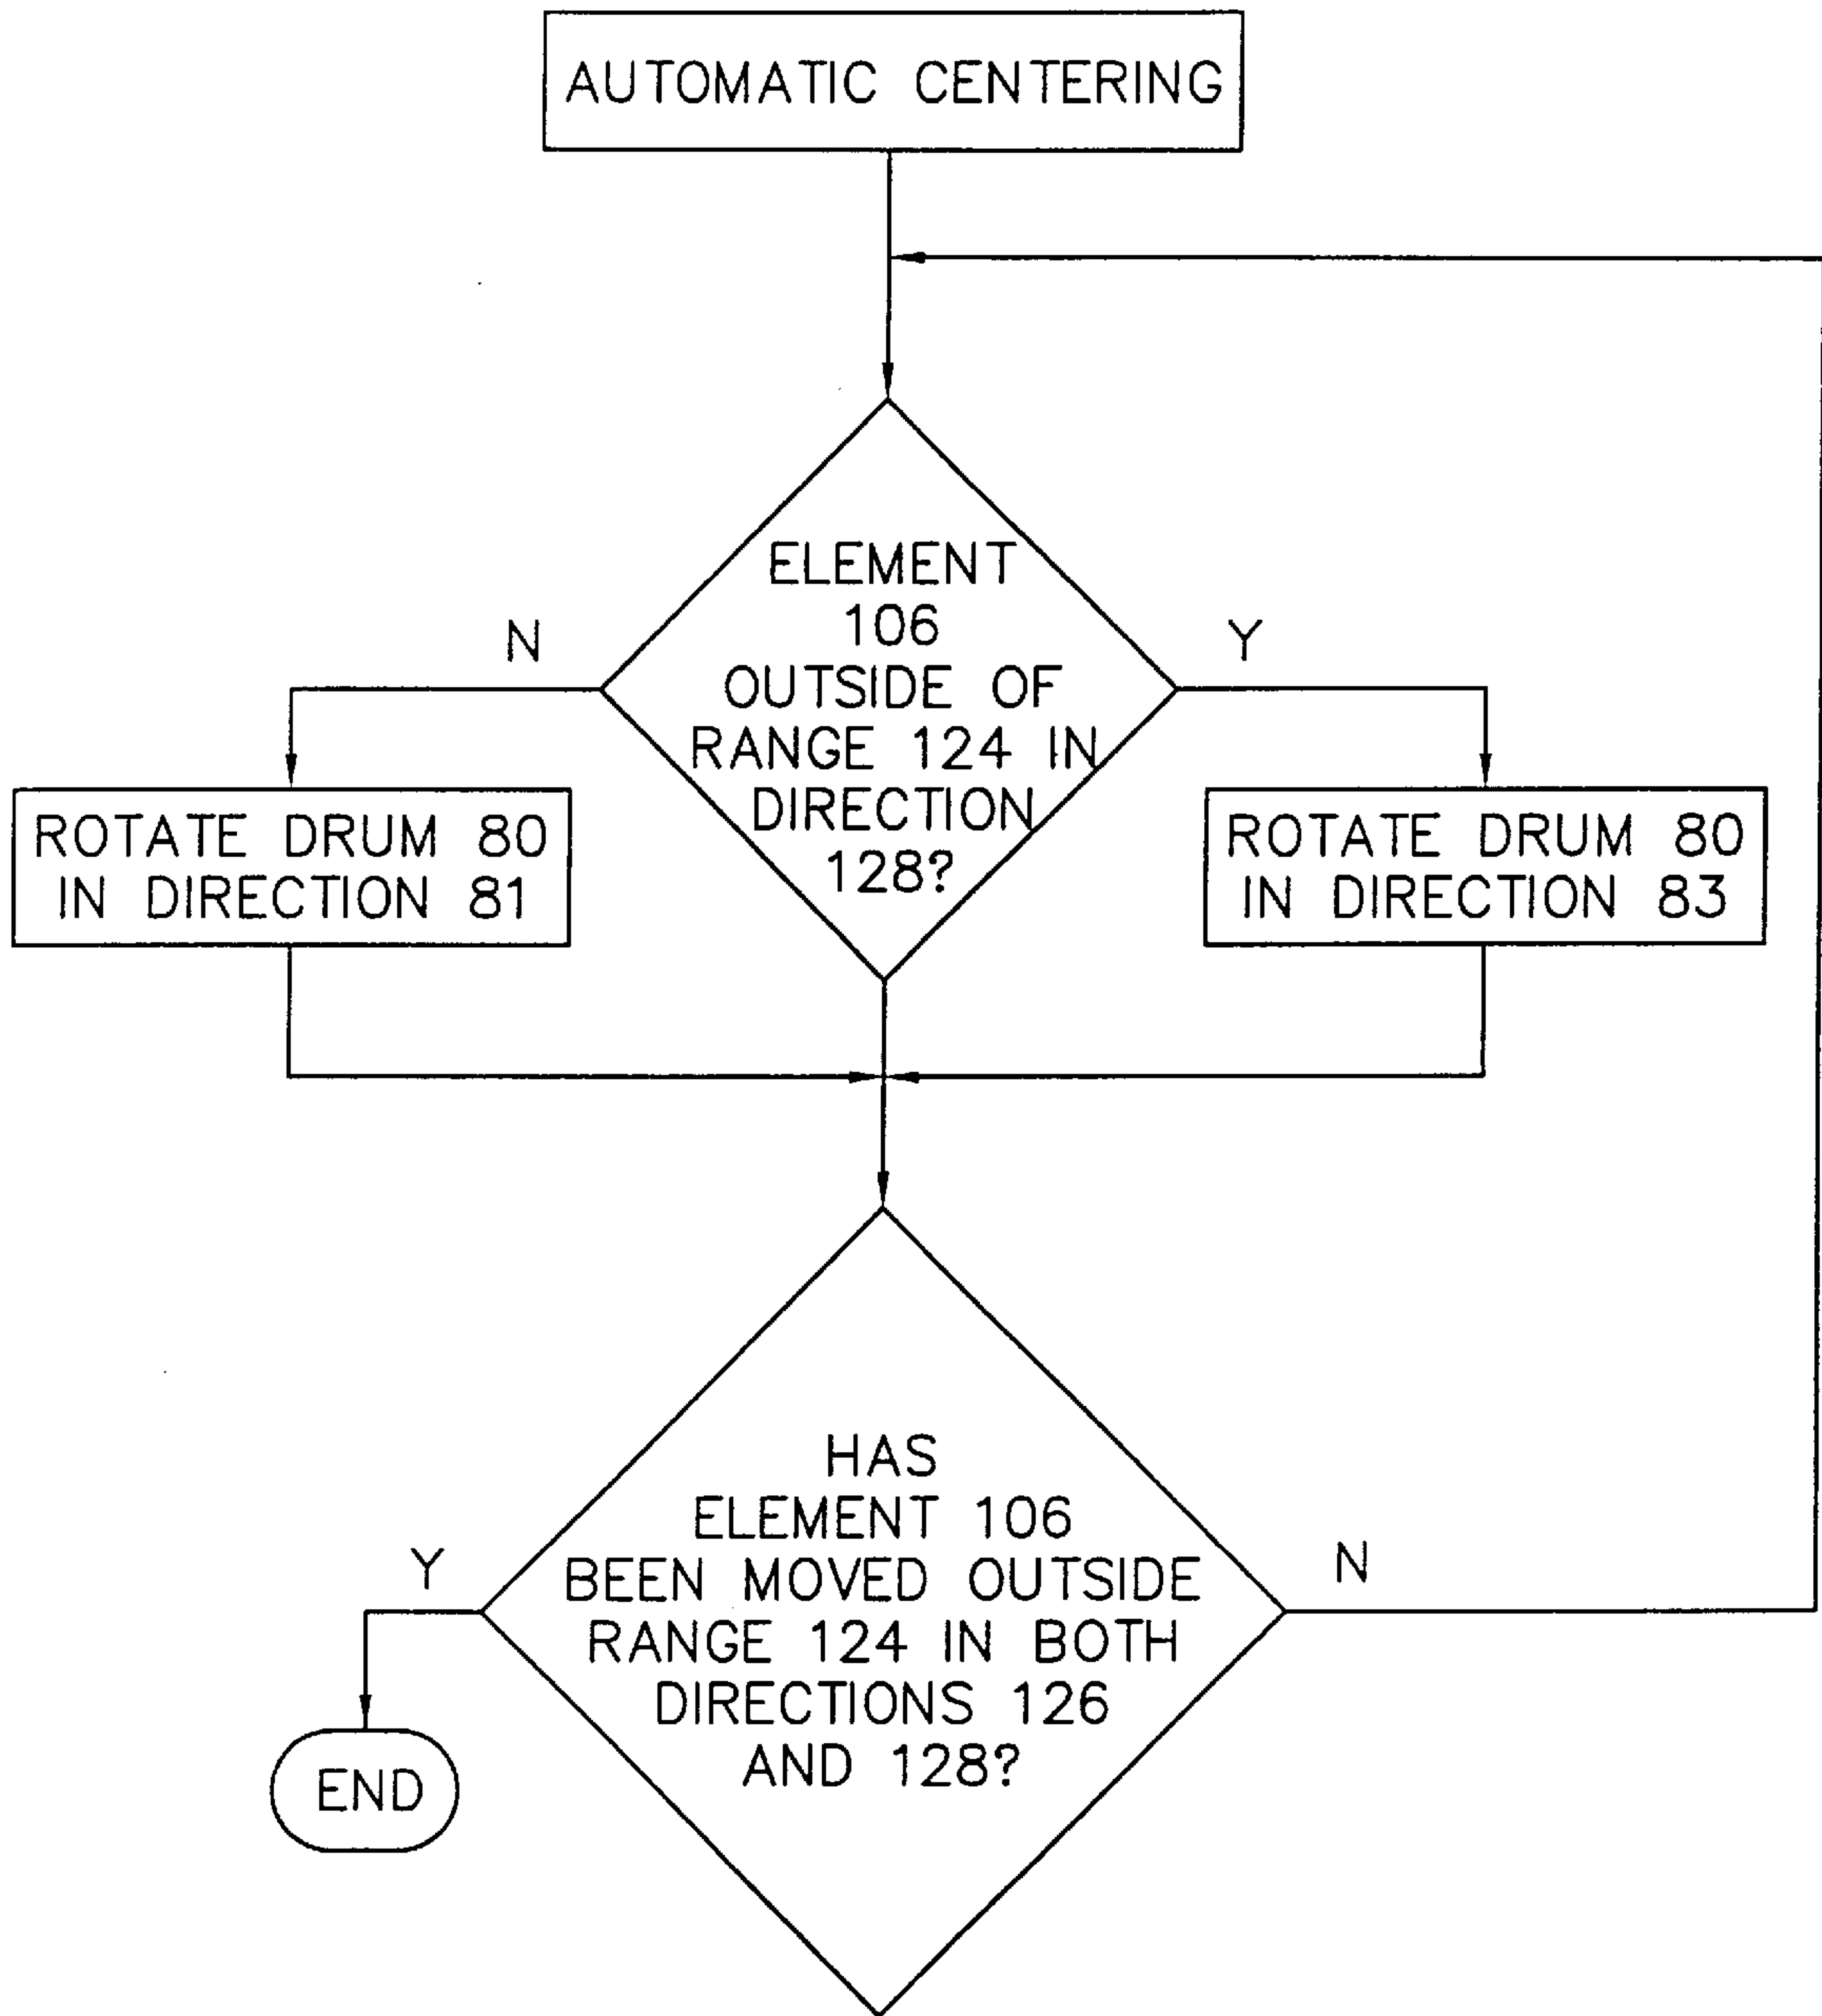 AUTOMATIC CENTERING
ELEMENT
106
OUTSIDE OF
RANGE 124 IN
DIRECTION
128?
N
Y
ROTATE DRUM 80
IN DIRECTION 81
ROTATE DRUM 80
IN DIRECTION 83
HAS
ELEMENT 106
BEEN MOVED OUTSIDE
RANGE 124 IN BOTH
DIRECTIONS 126
AND 128?
Y
N
END